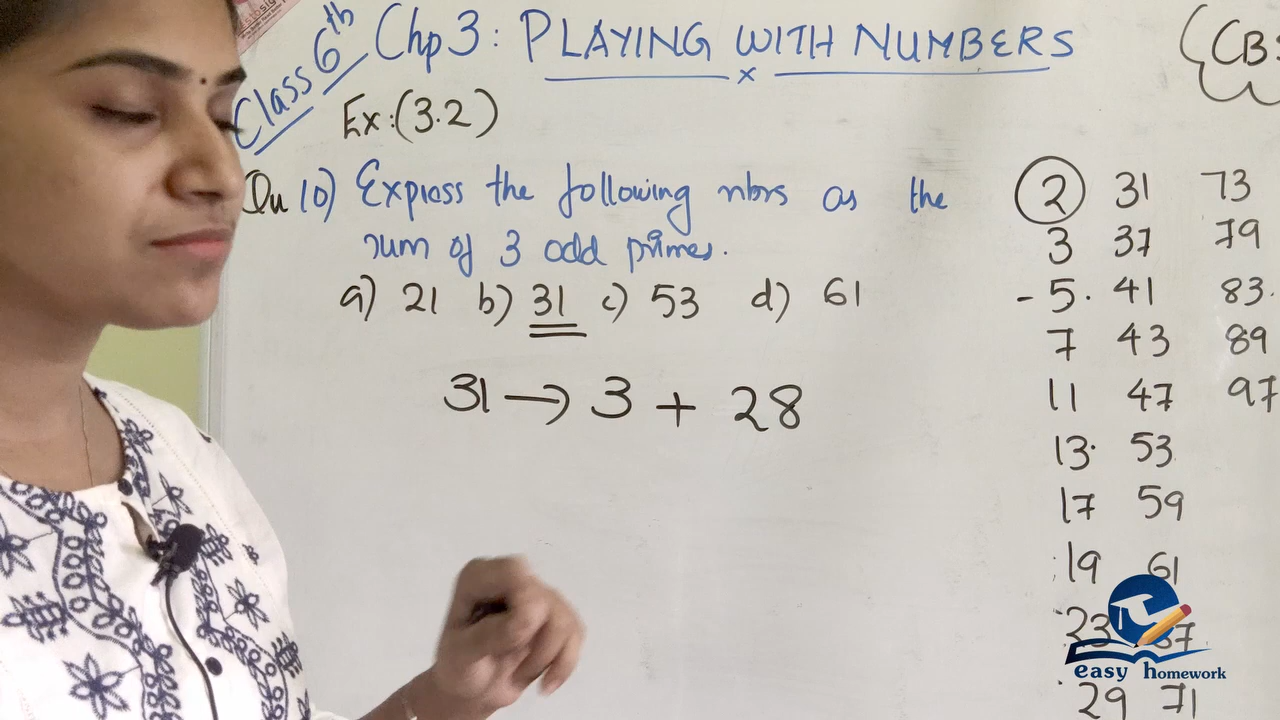 Class 6th Chp 3: PLAYING WITH NUMBERS
Ex:(3.2)
Qu 10) Express the following nbrs as the
sum of 3 odd primes.
a) 21 b) 31 c) 53 d) 61
31 → 3 + 28
2 31 73
3 37 79
- 5. 41 83.
7 43 89
11 47 97
13. 53
17 59
19 61
23 67
29 71
easy homework